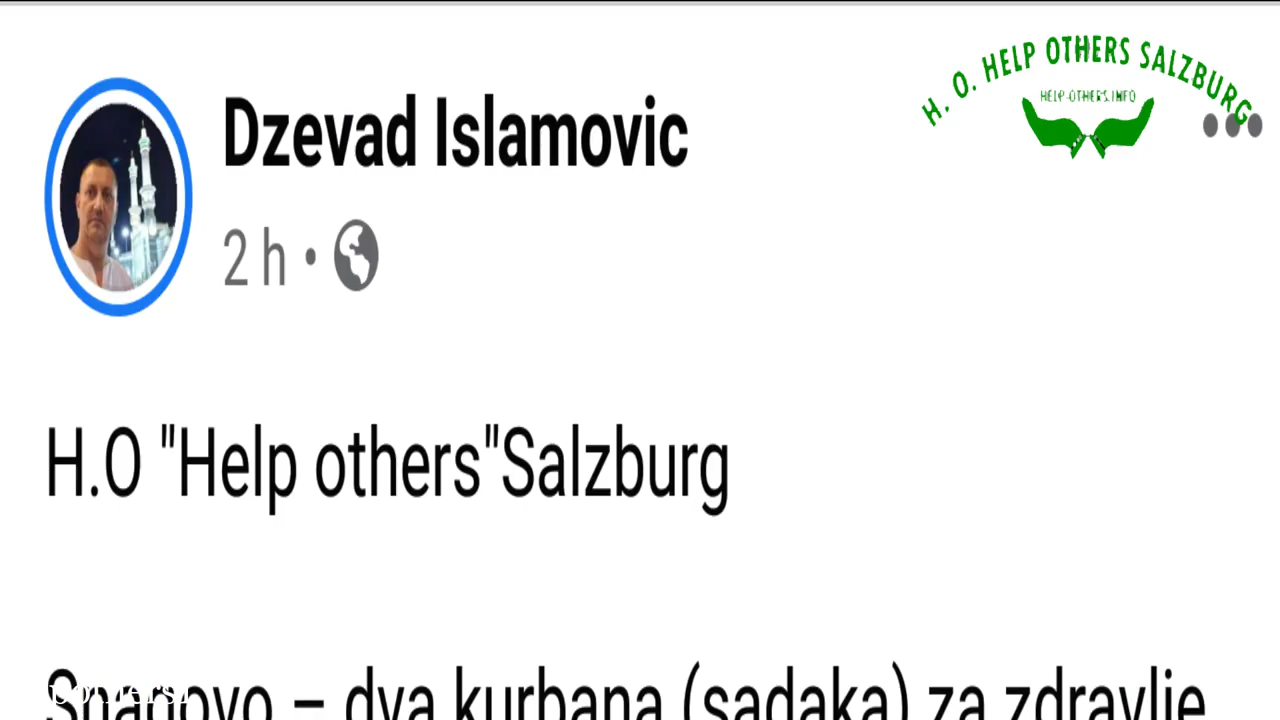 H. O. HELP OTHERS SALZBURG
HELP-OTHERS.INFO
Dzevad Islamovic
2 h •
H.O "Help others"Salzburg
– dva kurbana (sadaka) za zdravlje